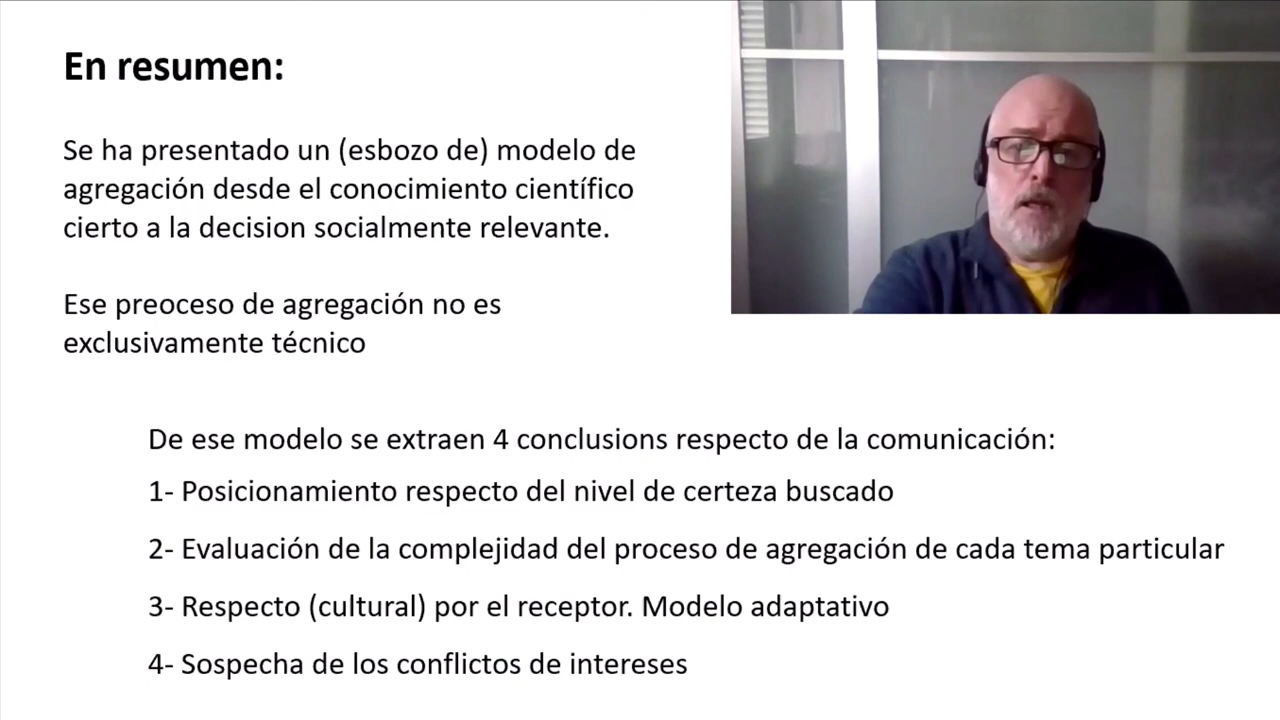 En resumen:
Se ha presentado un (esbozo de) modelo de
agregación desde el conocimiento científico
cierto a la decision socialmente relevante.
Ese preoceso de agregación no es
exclusivamente técnico
De ese modelo se extraen 4 conclusions respecto de la comunicación:
1- Posicionamiento respecto del nivel de certeza buscado
2- Evaluación de la complejidad del proceso de agregación de cada tema particular
3- Respecto (cultural) por el receptor. Modelo adaptativo
4- Sospecha de los conflictos de intereses